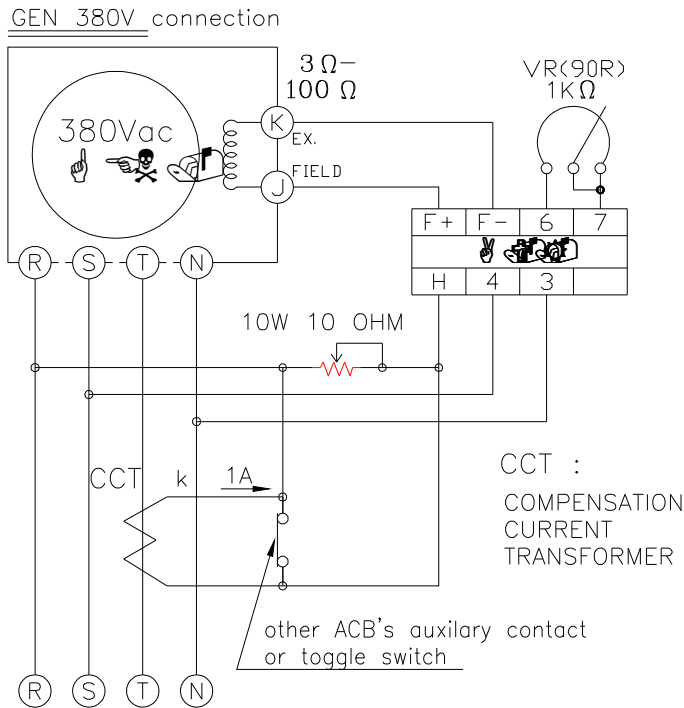 GEN 380V connection
3Ω-
100Ω
VR(90R)
1KΩ
380Vac
K
EX.
FIELD
J
F+ F- 6 7
H 4 3
R S T N
10W 10 OHM
CCT k 1A
CCT :
COMPENSATION
CURRENT
TRANSFORMER
other ACB's auxilary contact
or toggle switch
R S T N